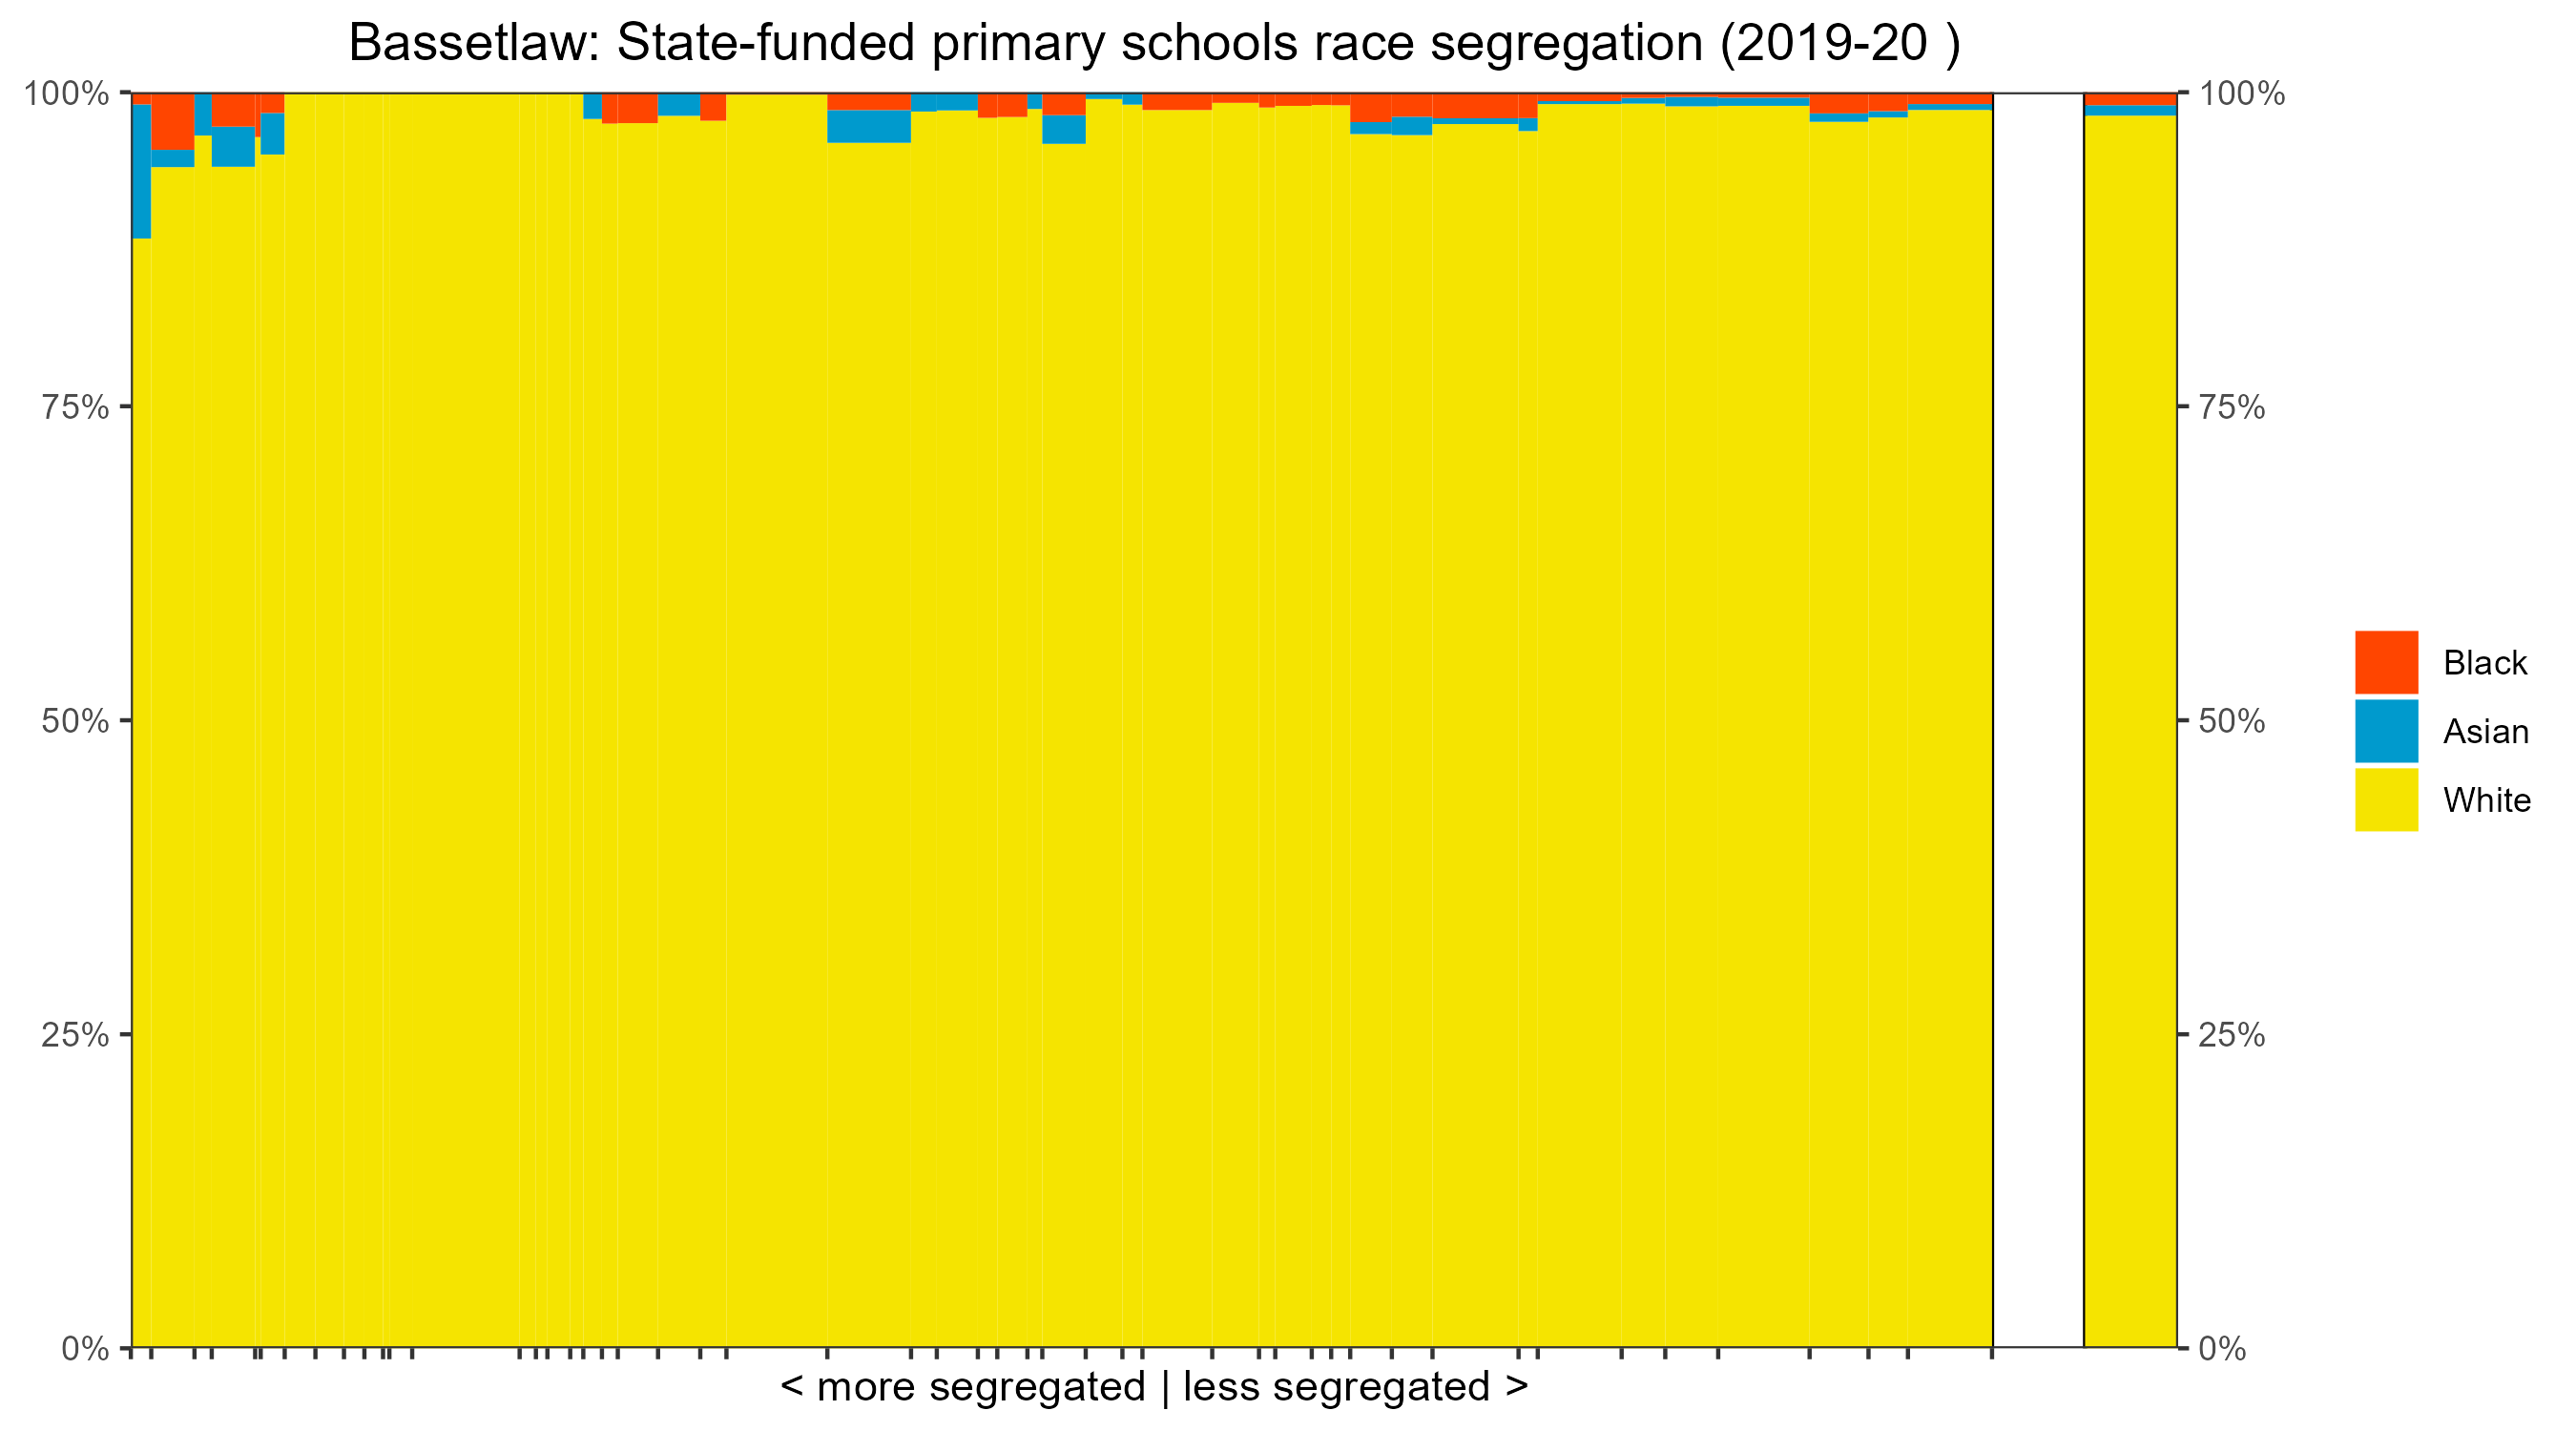 Bassetlaw: State-funded primary schools race segregation (2019-20 )
100%
75%
50%
25%
0%
100%
75%
50%
25%
0%
Black
Asian
White
< more segregated | less segregated >